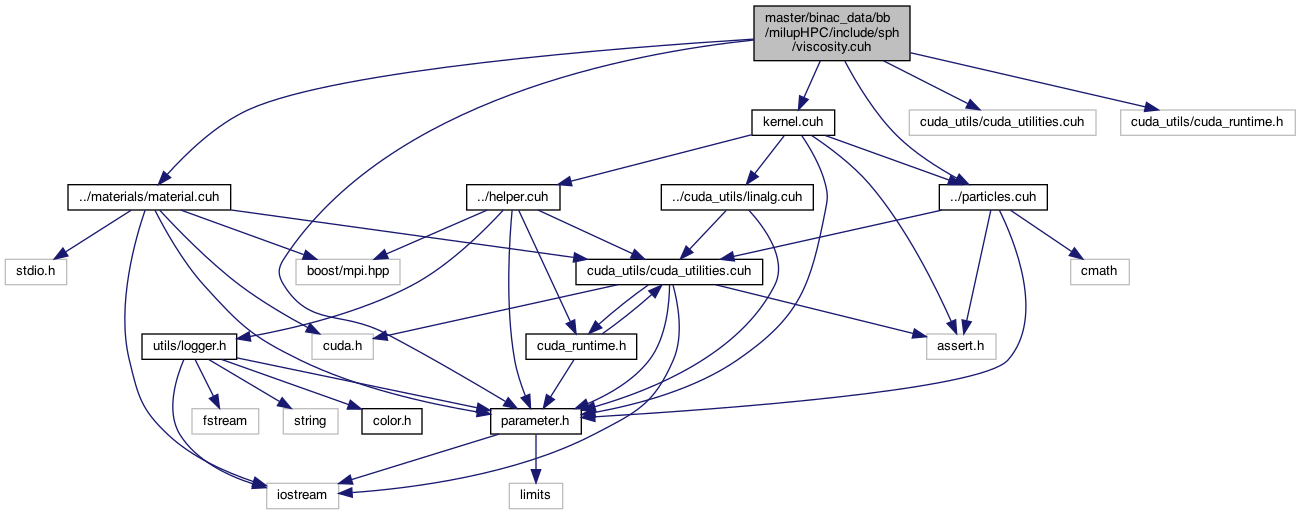 master/binac_data/bb
/milupHPC/include/sph
/viscosity.cuh
kernel.cuh
cuda_utils/cuda_utilities.cuh
cuda_utils/cuda_runtime.h
../materials/material.cuh
../helper.cuh
../cuda_utils/linalg.cuh
../particles.cuh
stdio.h
boost/mpi.hpp
cuda_utils/cuda_utilities.cuh
cmath
utils/logger.h
cuda.h
cuda_runtime.h
assert.h
fstream
string
color.h
parameter.h
iostream
limits